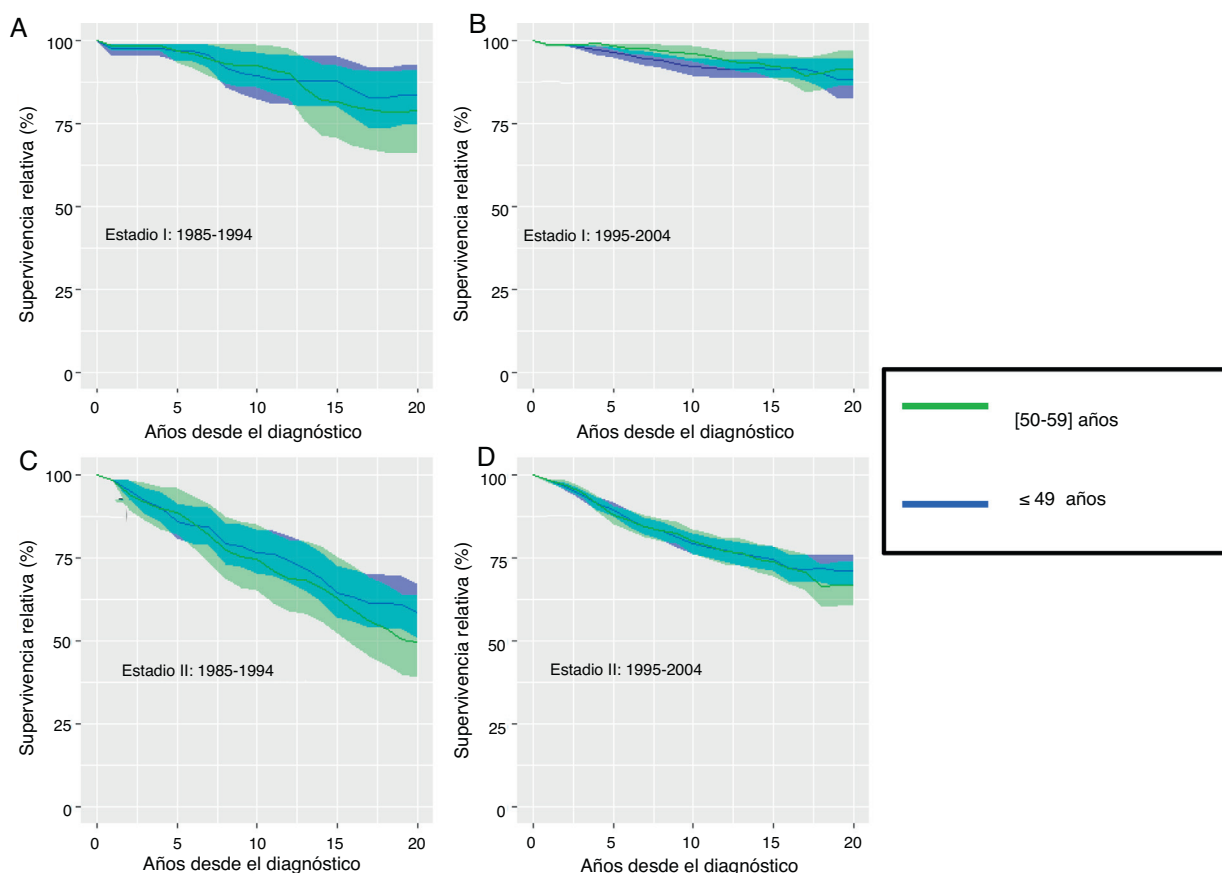 A
Supervivencia relativa (%)
100
75
50
25
0
Estadio I: 1985-1994
0 5 10 15 20
Años desde el diagnóstico
B
Supervivencia relativa (%)
100
75
50
25
0
Estadio I: 1995-2004
0 5 10 15 20
Años desde el diagnóstico
[50-59] años
≤ 49 años
C
Supervivencia relativa (%)
100
75
50
25
0
Estadio II: 1985-1994
0 5 10 15 20
Años desde el diagnóstico
D
Supervivencia relativa (%)
100
75
50
25
0
Estadio II: 1995-2004
0 5 10 15 20
Años desde el diagnóstico